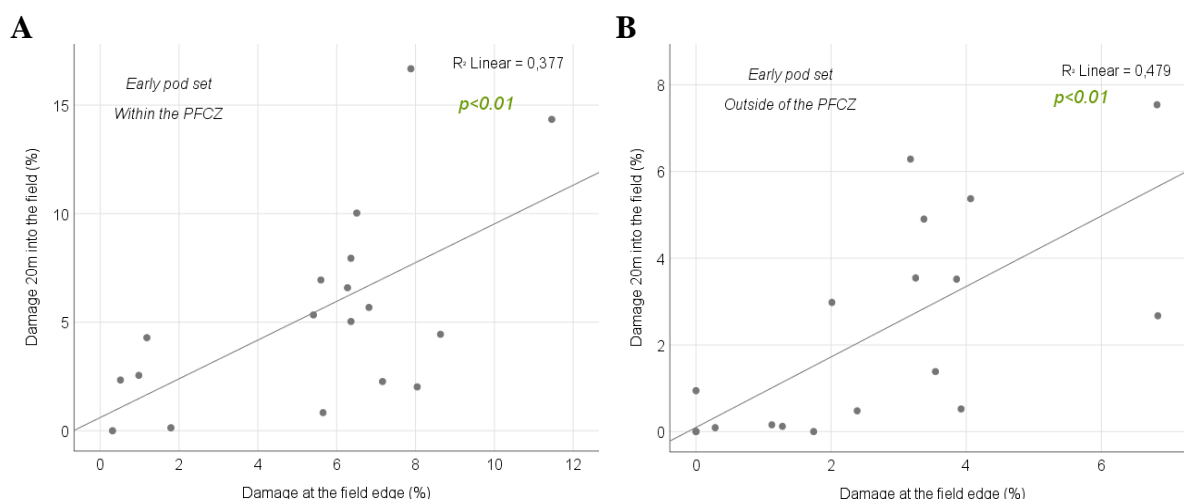 A
Early pod set
Within the PFCZ
R² Linear = 0,377
p<0.01
Damage 20m into the field (%)
15
10
5
0
0 2 4 6 8 10 12
Damage at the field edge (%)
B
Early pod set
Outside of the PFCZ
R² Linear = 0,479
p<0.01
Damage 20m into the field (%)
8
6
4
2
0
0 2 4 6
Damage at the field edge (%)